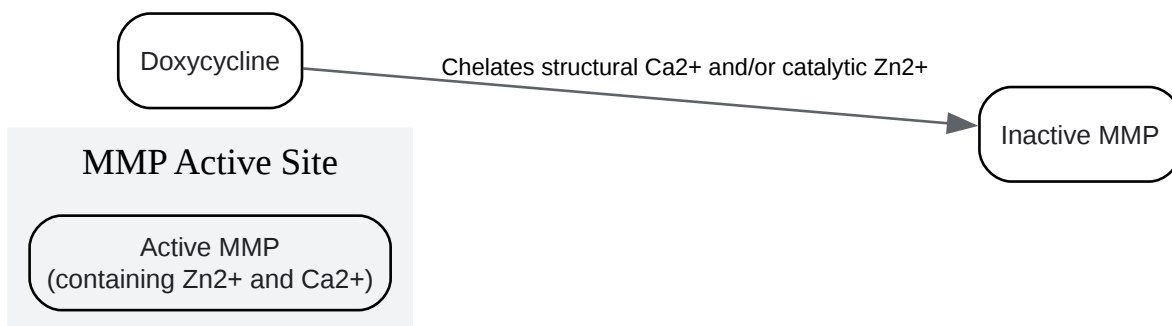 Doxycycline
Chelates structural Ca2+ and/or catalytic Zn2+
Inactive MMP
MMP Active Site
Active MMP
(containing Zn2+ and Ca2+)